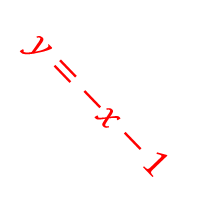 y = -x - 1